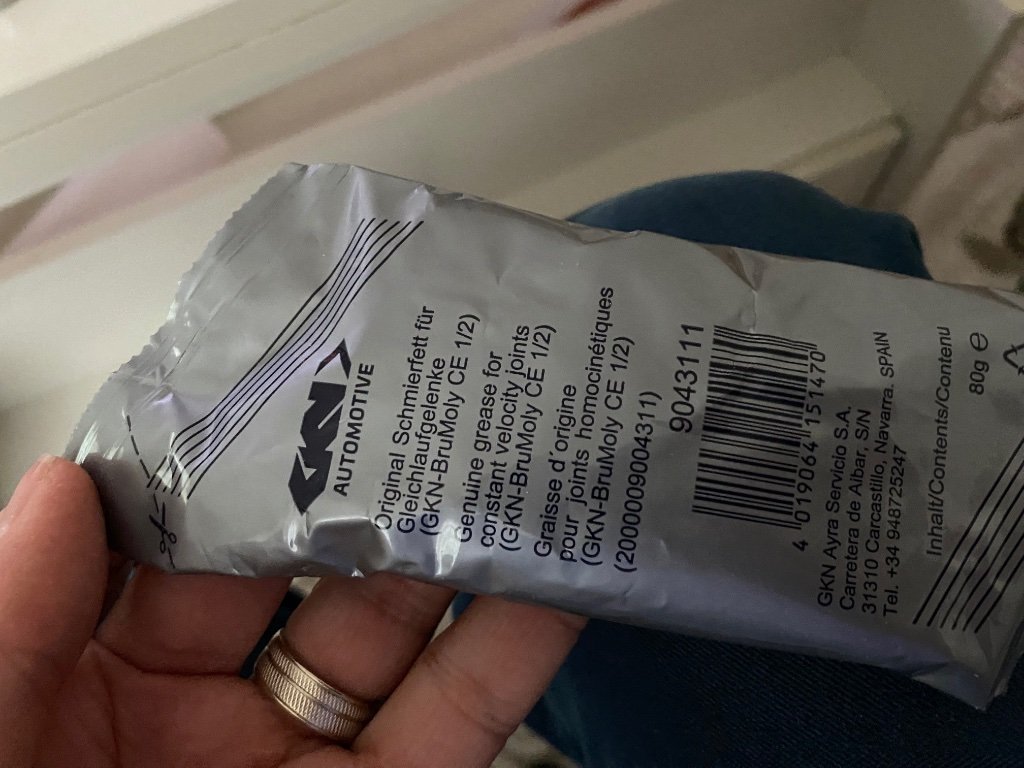 GKN
AUTOMOTIVE
Original Schmierfett für
Gleichlaufgelenke
(GKN-BruMoly CE 1/2)
Genuine grease for
constant velocity joints
(GKN-BruMoly CE 1/2)
Graisse d´origine
pour joints homocinétiques
(GKN-BruMoly CE 1/2)
(2000009004311)
9043111
4 019064 151470
GKN Ayra Servicio S.A.
Carretera de Aibar, S/N
31310 Carcastillo, Navarra. SPAIN
Tel. +34 948725247
Inhalt/Contents/Contenu
80g e